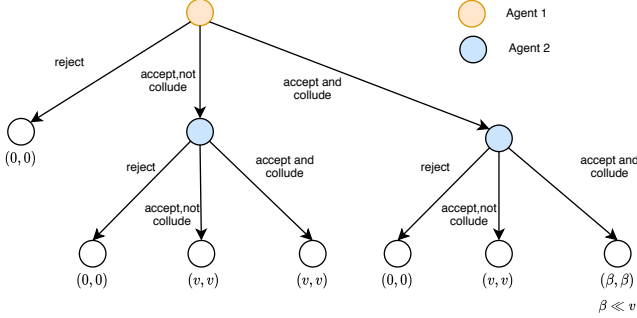 Agent 1
Agent 2
reject
accept,not
collude
accept and
collude
(0, 0)
reject
accept,not
collude
accept and
collude
reject
accept,not
collude
accept and
collude
(0, 0)
(v, v)
(v, v)
(0, 0)
(v, v)
(β, β)
β ≪ v